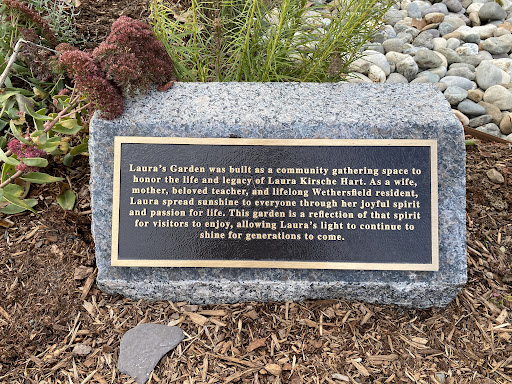 Laura's Garden was built as a community gathering space to
honor the life and legacy of Laura Kirsche Hart. As a wife,
mother, beloved teacher, and lifelong Wethersfield resident,
Laura spread sunshine to everyone through her joyful spirit
and passion for life. This garden is a reflection of that spirit
for visitors to enjoy, allowing Laura's light to continue to
shine for generations to come.